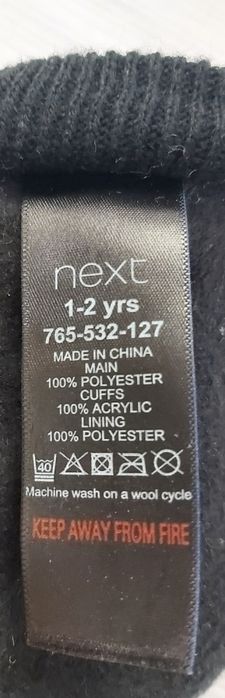 next
1-2 yrs
765-532-127
MADE IN CHINA
MAIN
100% POLYESTER
CUFFS
100% ACRYLIC
LINING
100% POLYESTER
40
Machine wash on a wool cycle
KEEP AWAY FROM FIRE